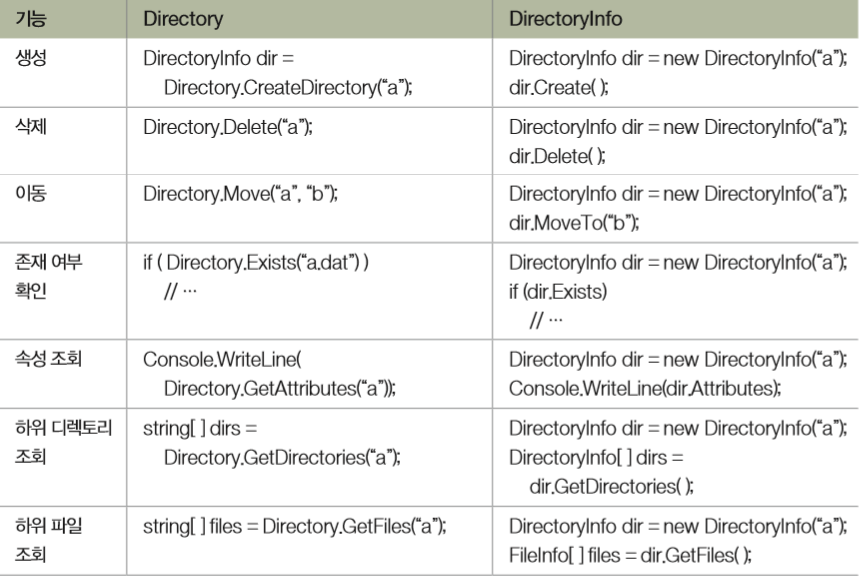 기능 Directory DirectoryInfo
생성 DirectoryInfo dir = DirectoryInfo dir = new DirectoryInfo(“a”);
Directory.CreateDirectory(“a”); dir.Create( );
삭제 Directory.Delete(“a”); DirectoryInfo dir = new DirectoryInfo(“a”);
dir.Delete( );
이동 Directory.Move(“a”, “b”); DirectoryInfo dir = new DirectoryInfo(“a”);
dir.MoveTo(“b”);
존재 여부 if ( Directory.Exists(“a.dat”) ) DirectoryInfo dir = new DirectoryInfo(“a”);
확인 // … if (dir.Exists)
// …
속성 조회 Console.WriteLine( DirectoryInfo dir = new DirectoryInfo(“a”);
Directory.GetAttributes(“a”)); Console.WriteLine(dir.Attributes);
하위 디렉토리 string[ ] dirs = DirectoryInfo dir = new DirectoryInfo(“a”);
조회 Directory.GetDirectories(“a”); DirectoryInfo[ ] dirs =
dir.GetDirectories( );
하위 파일 string[ ] files = Directory.GetFiles(“a”); DirectoryInfo dir = new DirectoryInfo(“a”);
조회 FileInfo[ ] files = dir.GetFiles( );